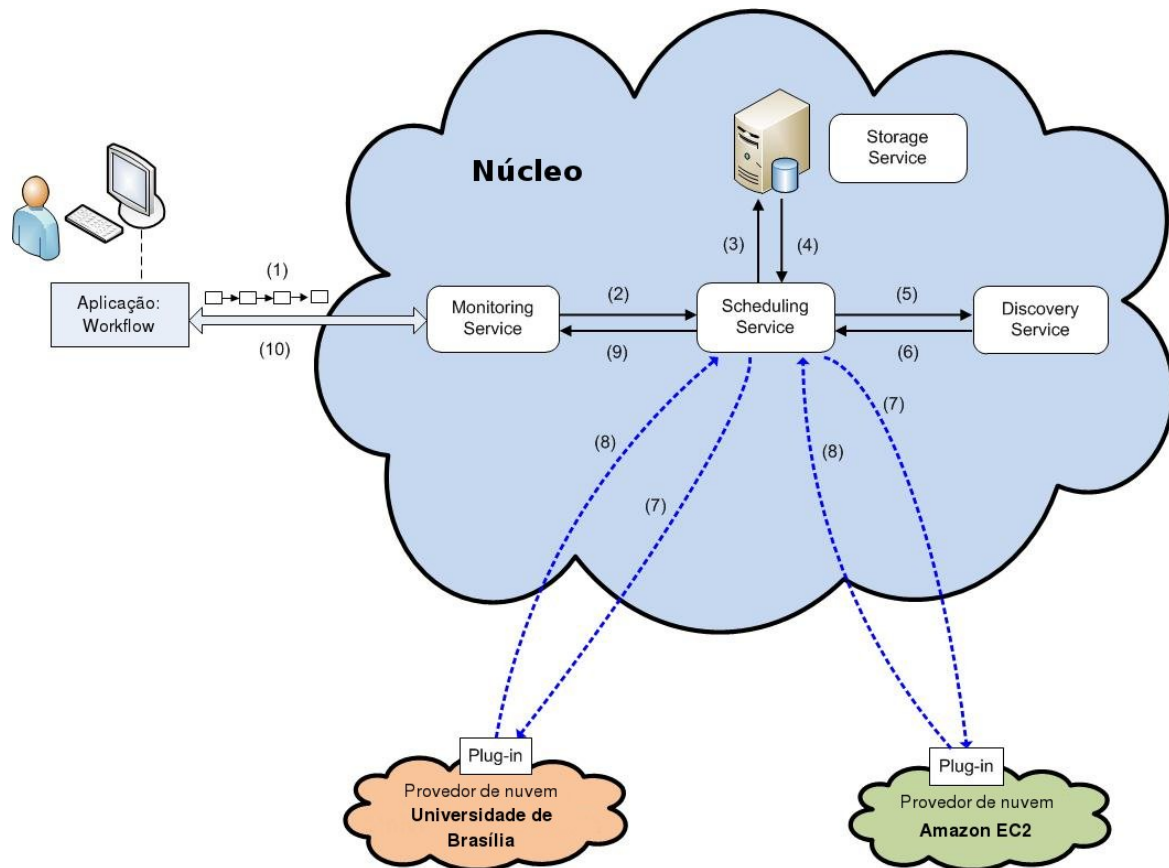 Núcleo
Storage
Service
(3)
(4)
(1)
Aplicação:
Workflow
(10)
Monitoring
Service
(2)
(9)
Scheduling
Service
(5)
(6)
Discovery
Service
(8)
(7)
(8)
(7)
Plug-in
Provedor de nuvem
Universidade de
Brasília
Plug-in
Provedor de nuvem
Amazon EC2